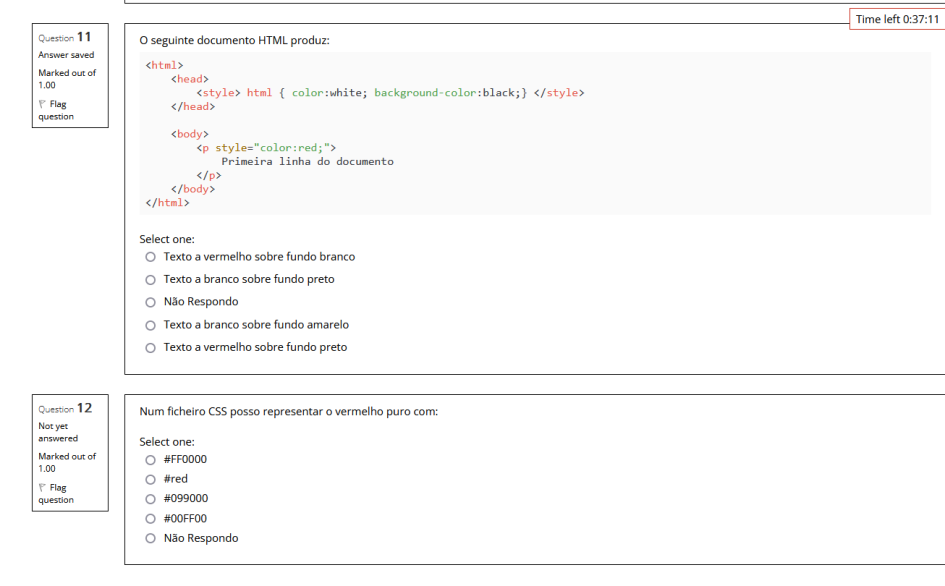 Time left 0:37:11
Question 11
Answer saved
Marked out of
1.00
Flag
question
O seguinte documento HTML produz:
<html>
    <head>
        <style> html { color:white; background-color:black;} </style>
    </head>

    <body>
        <p style="color:red;">
            Primeira linha do documento
        </p>
    </body>
</html>
Select one:
Texto a vermelho sobre fundo branco
Texto a branco sobre fundo preto
Não Respondo
Texto a branco sobre fundo amarelo
Texto a vermelho sobre fundo preto
Question 12
Not yet
answered
Marked out of
1.00
Flag
question
Num ficheiro CSS posso representar o vermelho puro com:
Select one:
#FF0000
#red
#099000
#00FF00
Não Respondo